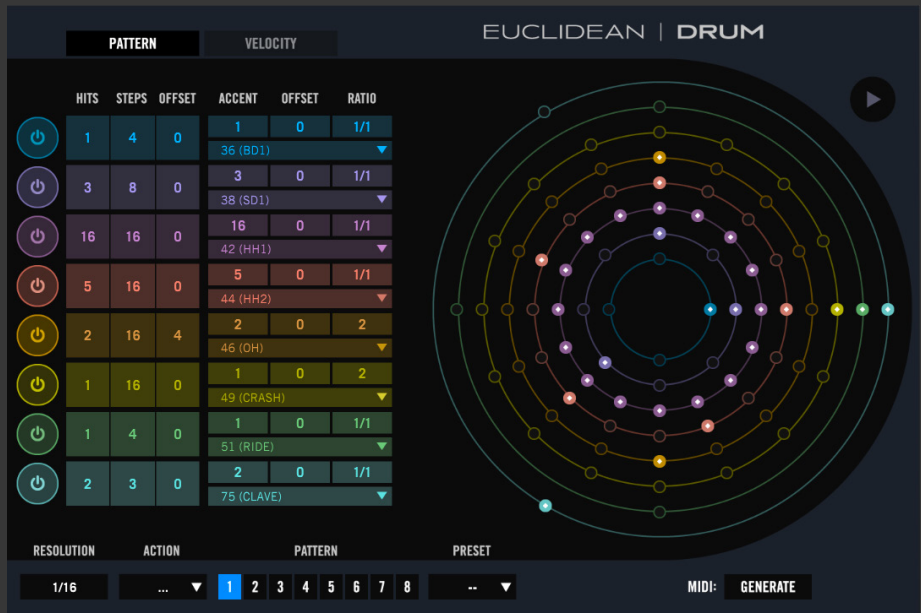 EUCLIDEAN | DRUM
PATTERN VELOCITY
HITS STEPS OFFSET ACCENT OFFSET RATIO
1 4 0 1 0 1/1
36 (BD1)
3 8 0 3 0 1/1
38 (SD1)
16 16 0 16 0 1/1
42 (HH1)
5 16 0 5 0 1/1
44 (HH2)
2 16 4 2 0 2
46 (OH)
1 16 0 1 0 2
49 (CRASH)
1 4 0 1 0 1/1
51 (RIDE)
2 3 0 2 0 1/1
75 (CLAVE)
RESOLUTION ACTION PATTERN PRESET
1/16 ... 1 2 3 4 5 6 7 8 -- MIDI: GENERATE